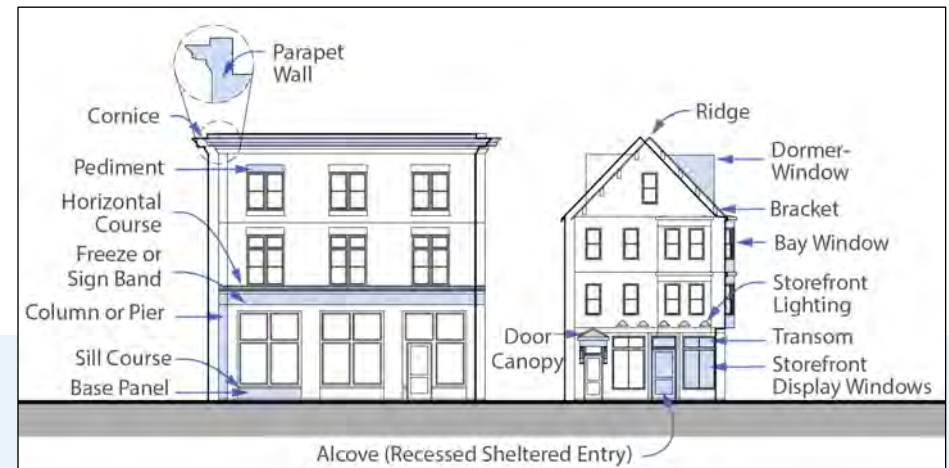 Parapet
Wall
Cornice
Pediment
Horizontal
Course
Freeze or
Sign Band
Column or Pier
Sill Course
Base Panel
Ridge
Dormer-
Window
Bracket
Bay Window
Storefront
Lighting
Door
Canopy
Transom
Storefront
Display Windows
Alcove (Recessed Sheltered Entry)